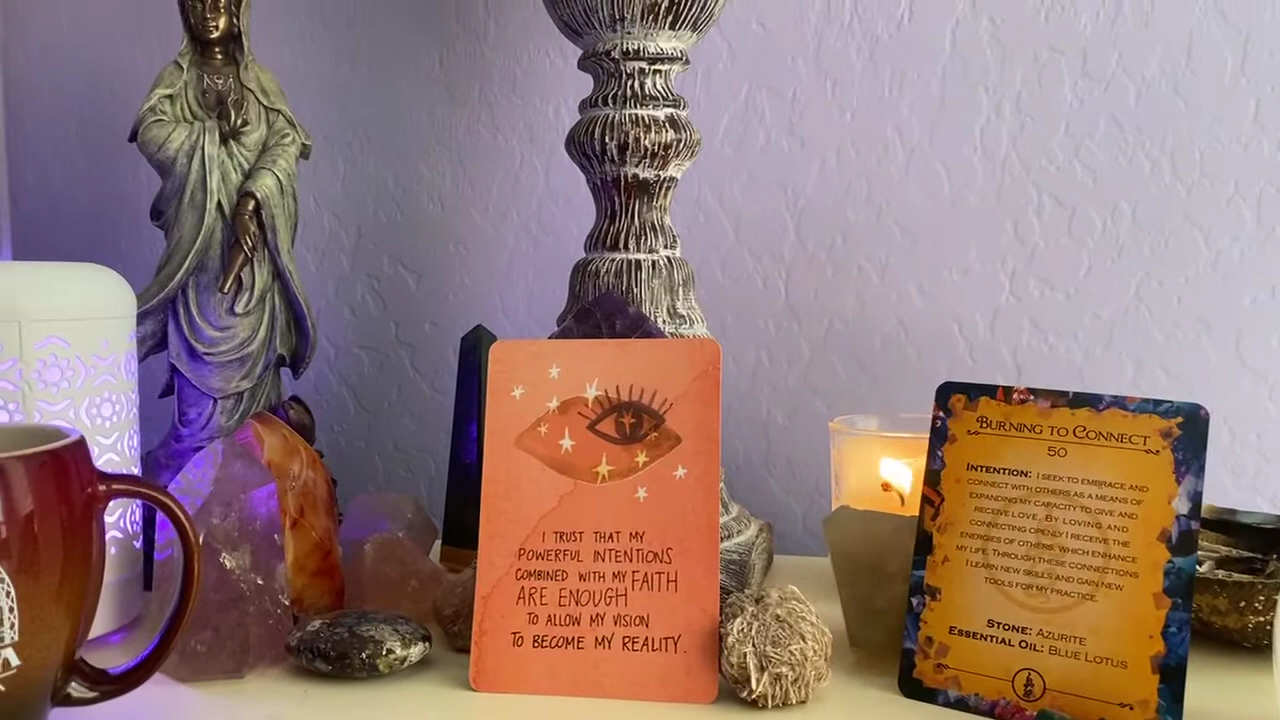 I TRUST THAT MY
POWERFUL INTENTIONS
COMBINED WITH MY FAITH
ARE ENOUGH
TO ALLOW MY VISION
TO BECOME MY REALITY.
BURNING TO CONNECT
50
INTENTION: I SEEK TO EMBRACE AND
CONNECT WITH OTHERS AS A MEANS OF
EXPANDING MY CAPACITY TO GIVE AND
RECEIVE LOVE. BY LOVING AND
CONNECTING OPENLY I RECEIVE THE
ENERGIES OF OTHERS, WHICH ENHANCE
MY LIFE. THROUGH THESE CONNECTIONS
I LEARN NEW SKILLS AND GAIN NEW
TOOLS FOR MY PRACTICE.
STONE: AZURITE
ESSENTIAL OIL: BLUE LOTUS